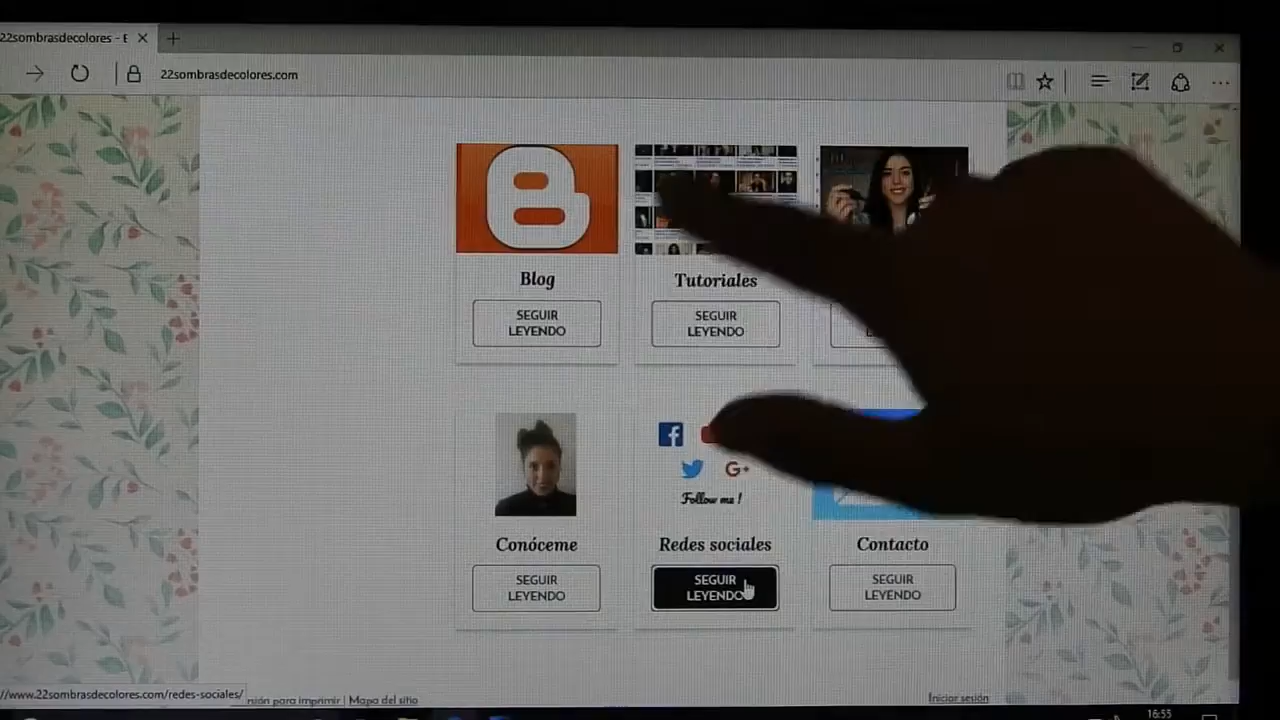 22sombrasdecolores - E
22sombrasdecolores.com
Blog
Tutoriales
SEGUIR
LEYENDO
SEGUIR
LEYENDO
Follow me !
Conóceme
Redes sociales
Contacto
SEGUIR
LEYENDO
SEGUIR
LEYENDO
SEGUIR
LEYENDO
//www.22sombrasdecolores.com/redes-sociales/
para imprimir | Mapa del sitio
Iniciar sesión
16:55